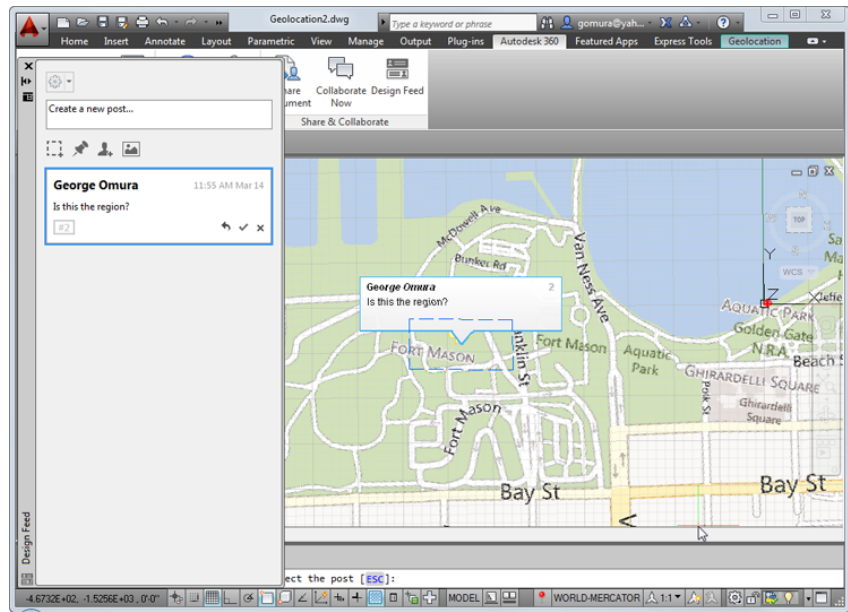 Geolocation2.dwg
Type a keyword or phrase
gomura@yah...
Home Insert Annotate Layout Parametric View Manage Output Plug-ins Autodesk 360 Featured Apps Express Tools Geolocation
Create a new post...
Collaborate Now
Design Feed
Share & Collaborate
George Omura
11:55 AM Mar 14
Is this the region?
#2
McDowell Ave
Bunker Rd
Van Ness Ave
George Omura 2
Is this the region?
FORT MASON
Fort Mason
Aquatic Park
Fort Mason
GHIRARDELLI SQUARE
Polk St
Ghirardelli Square
AQUATIC PARK
Golden Gate
N.R.A.
Beach S
Bay St
Bay St
TOP
WCS
Y
Z
X
Design Feed
ect the post [ESC]:
-4.6732E+02, -1.5256E+03, 0'-0"
MODEL
WORLD-MERCATOR
1:1